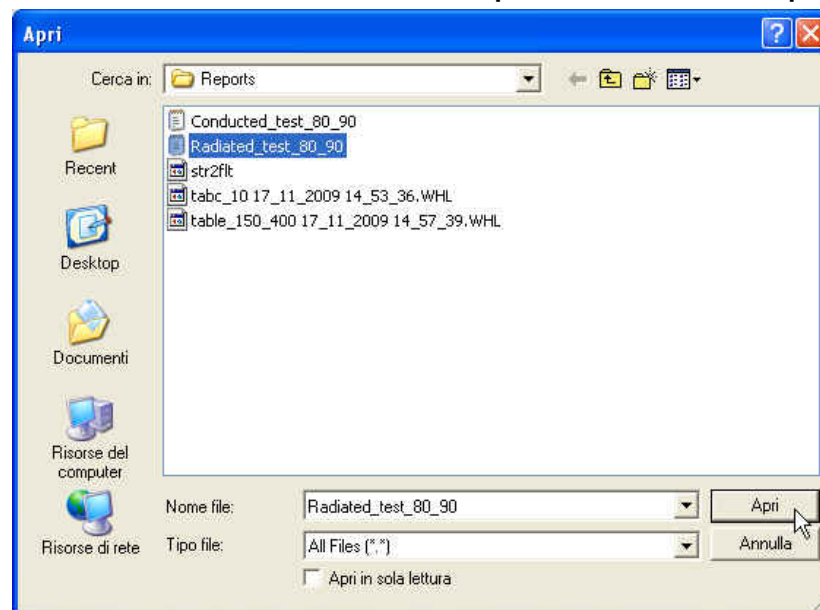 Apri
Cerca in: Reports
Conducted_test_80_90
Radiated_test_80_90
str2flt
tabc_10 17_11_2009 14_53_36.WHL
table_150_400 17_11_2009 14_57_39.WHL
Recent
Desktop
Documenti
Risorse del
computer
Risorse di rete
Nome file: Radiated_test_80_90 Apri
Tipo file: All Files (*.*) Annulla
Apri in sola lettura